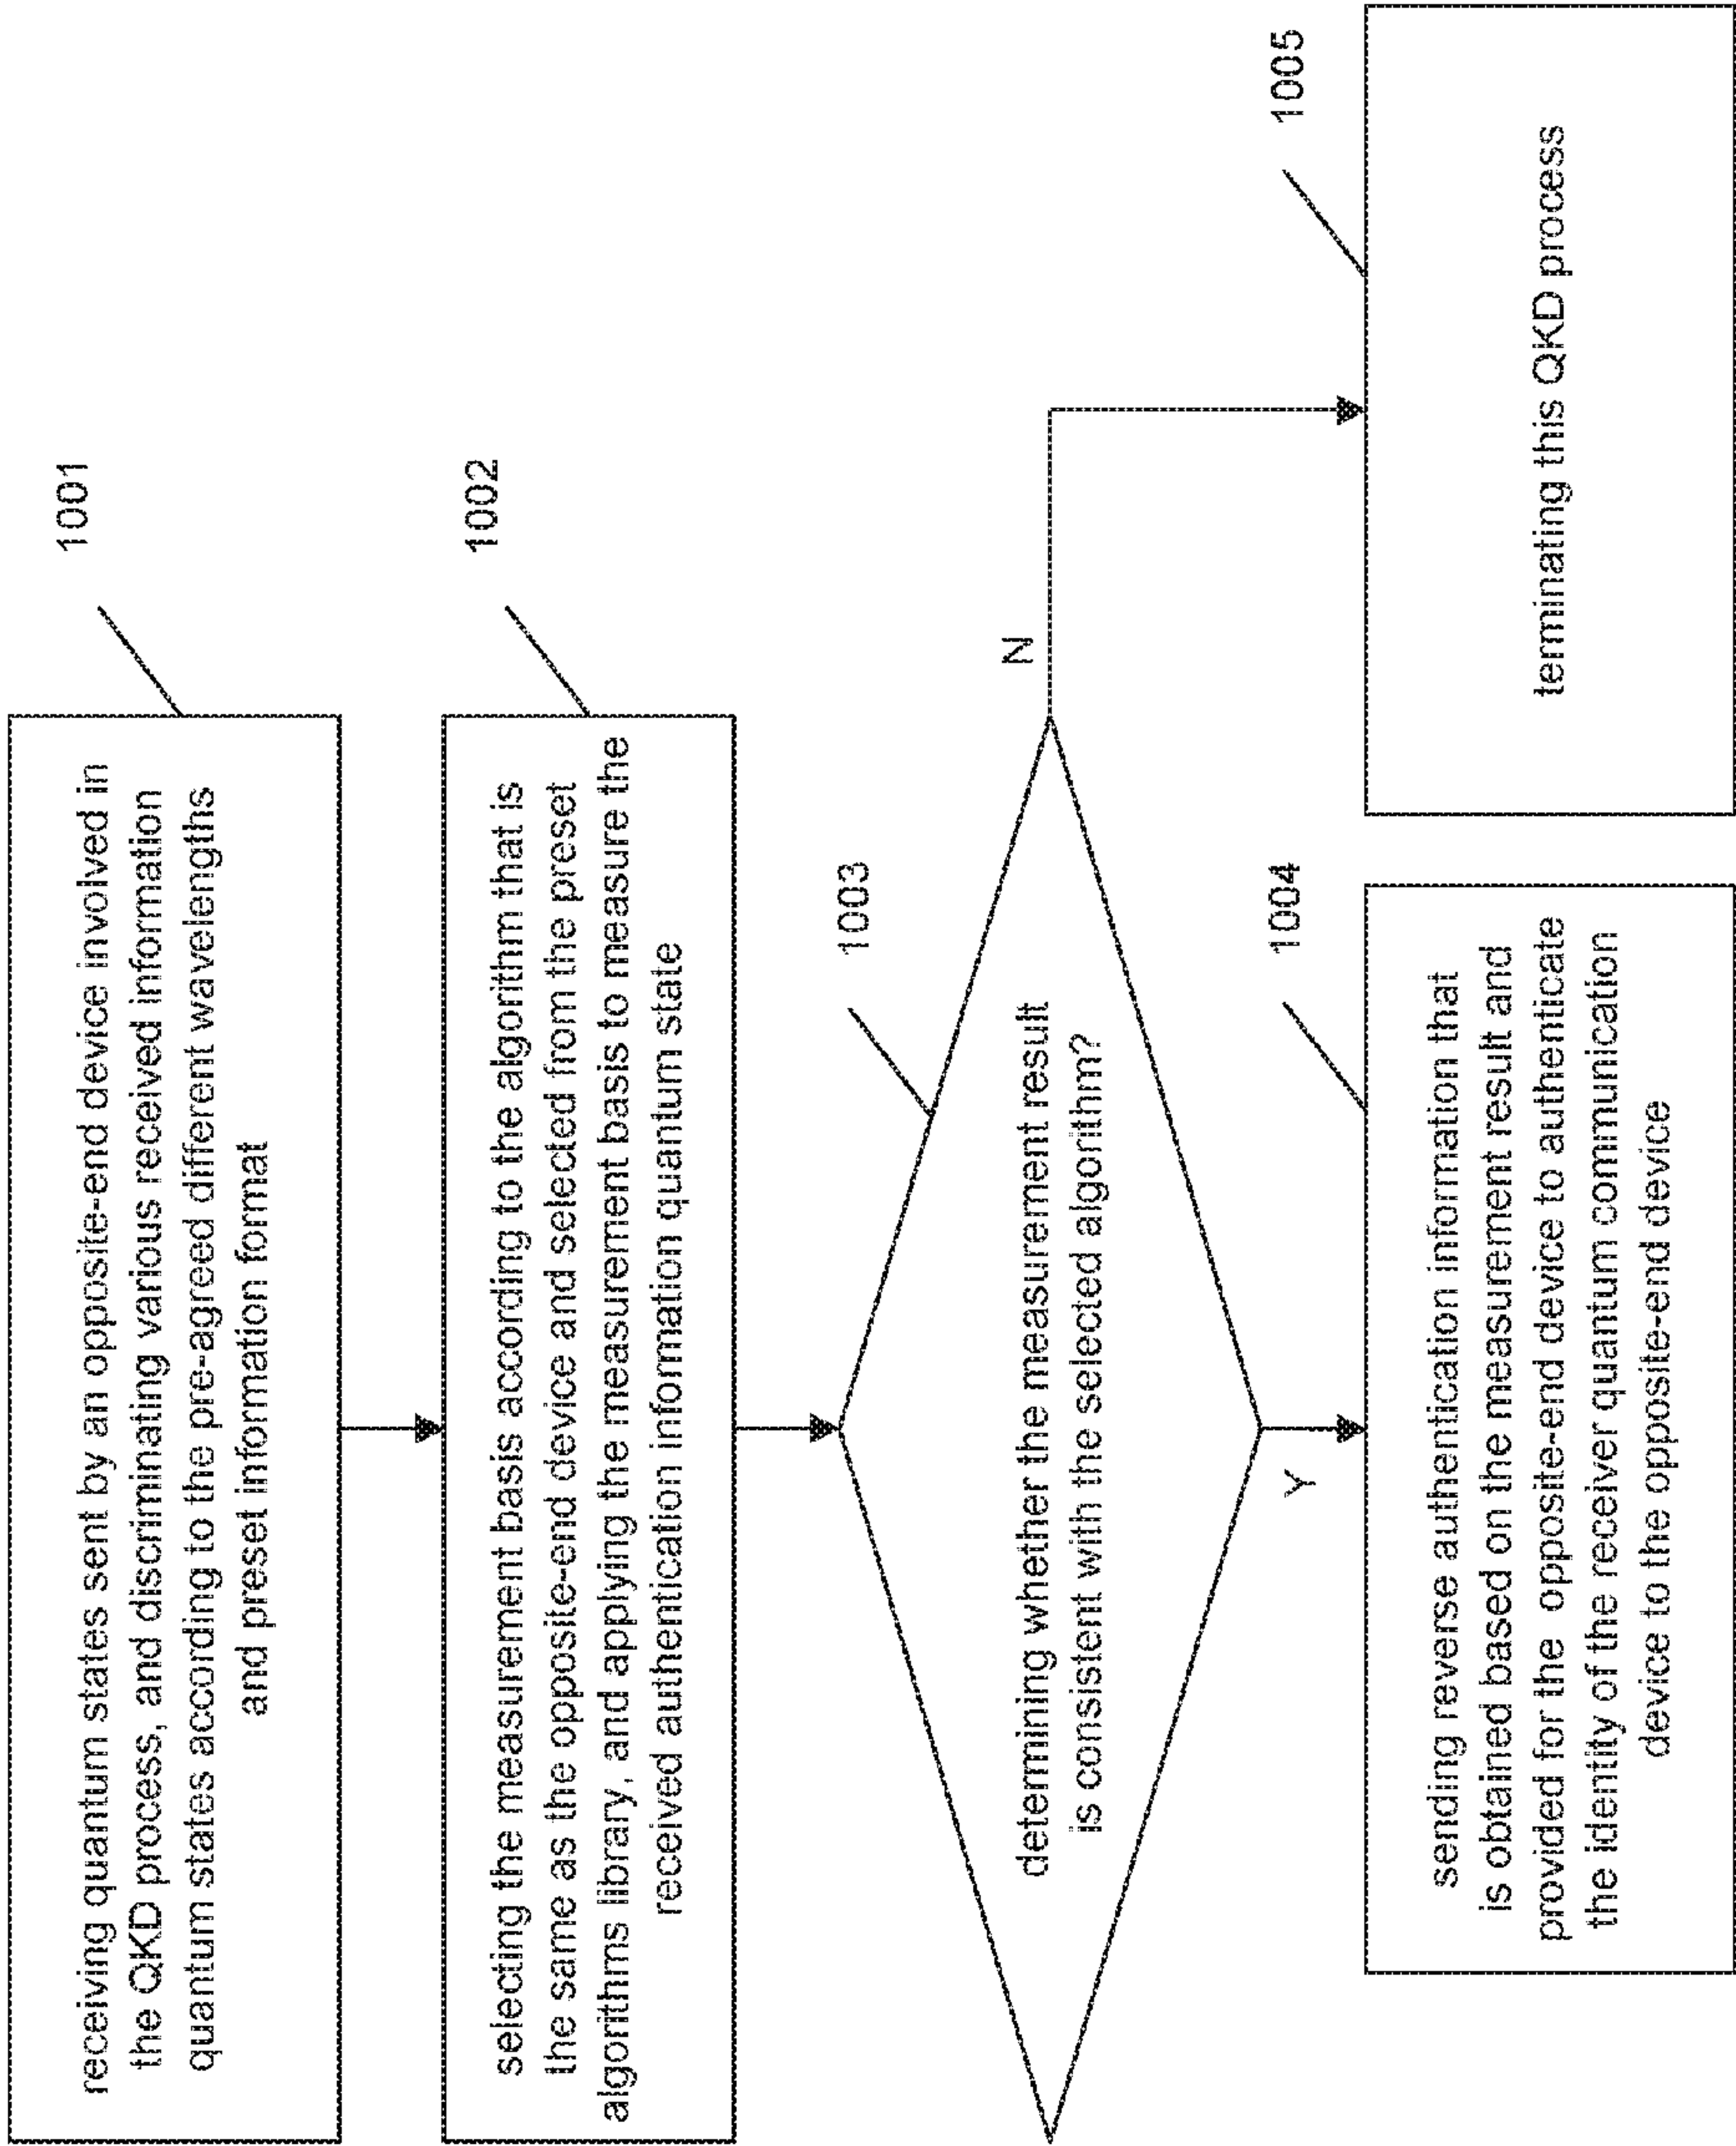 receiving quantum states sent by an opposite-end device involved in
the QKD process, and discriminating various received information
quantum states according to the pre-agreed different wavelengths
and preset information format
1001
selecting the measurement basis according to the algorithm that is
the same as the opposite-end device and selected from the preset
algorithms library, and applying the measurement basis to measure the
received authentication information quantum state
1002
determining whether the measurement result
is consistent with the selected algorithm?
1003
N
Y
sending reverse authentication information that
is obtained based on the measurement result and
provided for the opposite-end device to authenticate
the identity of the receiver quantum communication
device to the opposite-end device
1004
terminating this QKD process
1005